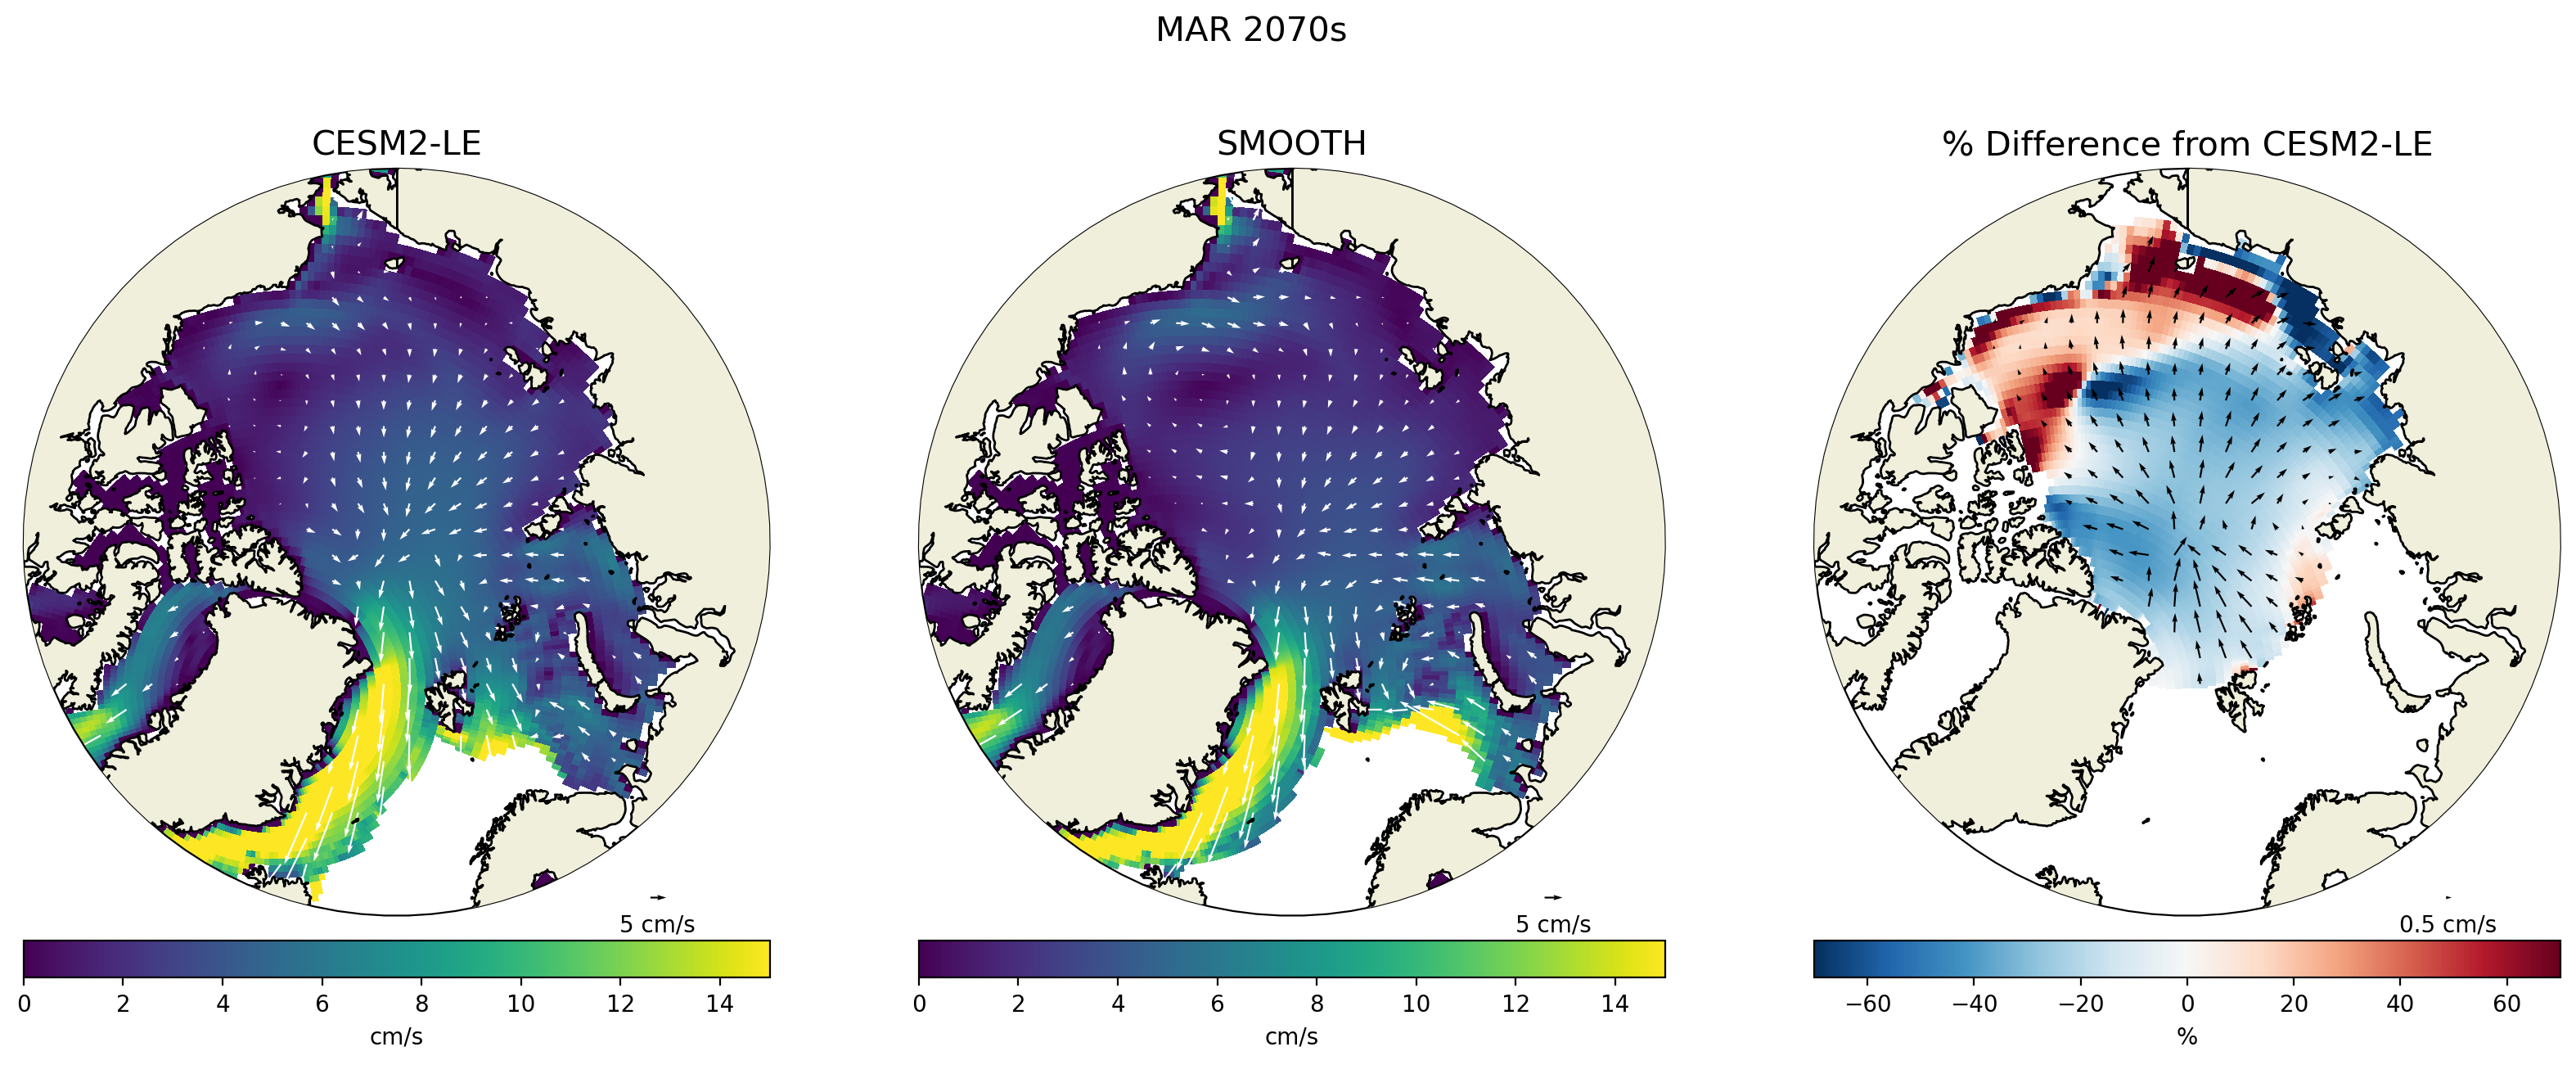 MAR 2070s
CESM2-LE
SMOOTH
% Difference from CESM2-LE
5 cm/s
5 cm/s
0.5 cm/s
0 2 4 6 8 10 12 14
0 2 4 6 8 10 12 14
−60 −40 −20 0 20 40 60
cm/s
cm/s
%